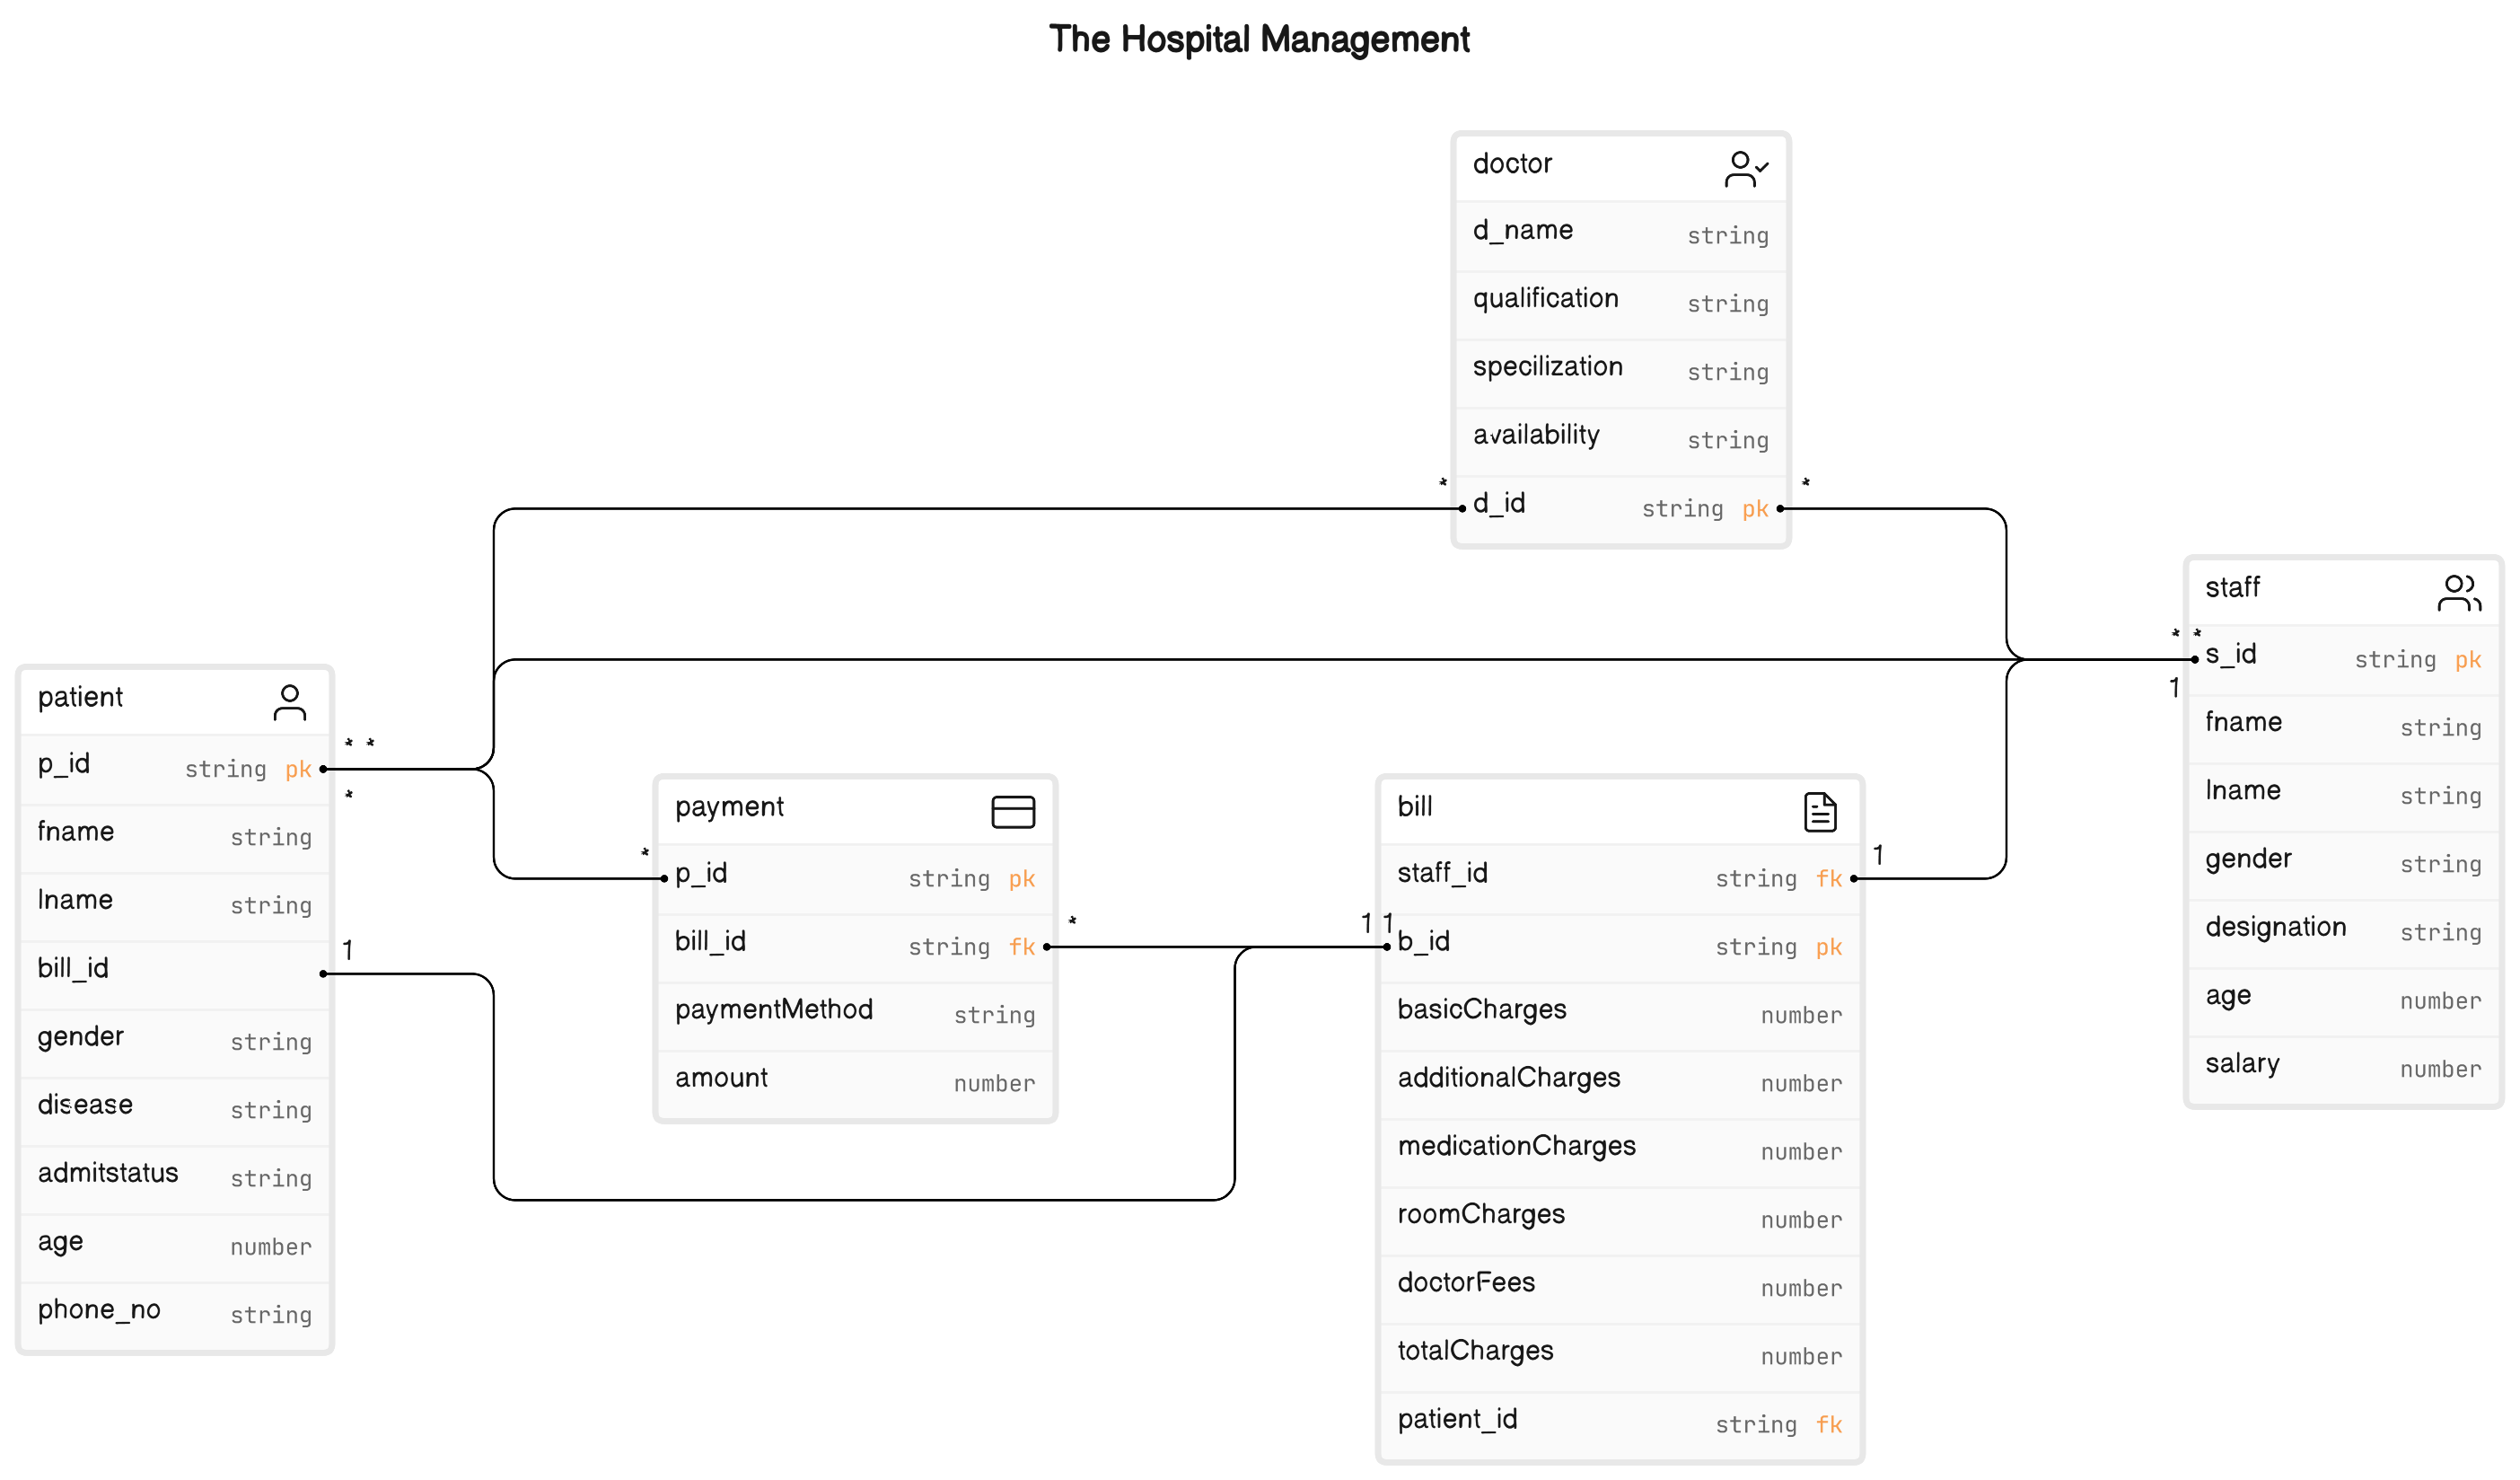 The Hospital Management
doctor
d_name string
qualification string
specilization string
availability string
* *
d_id string pk
staff
* *
s_id string pk
1
fname string
lname string
gender string
designation string
age number
salary number
patient
* *
p_id string pk
*
fname string
lname string
1
bill_id
gender string
disease string
admitstatus string
age number
phone_no string
payment
*
p_id string pk
*
bill_id string fk
paymentMethod string
amount number
bill
1
staff_id string fk
1 1
b_id string pk
basicCharges number
additionalCharges number
medicationCharges number
roomCharges number
doctorFees number
totalCharges number
patient_id string fk